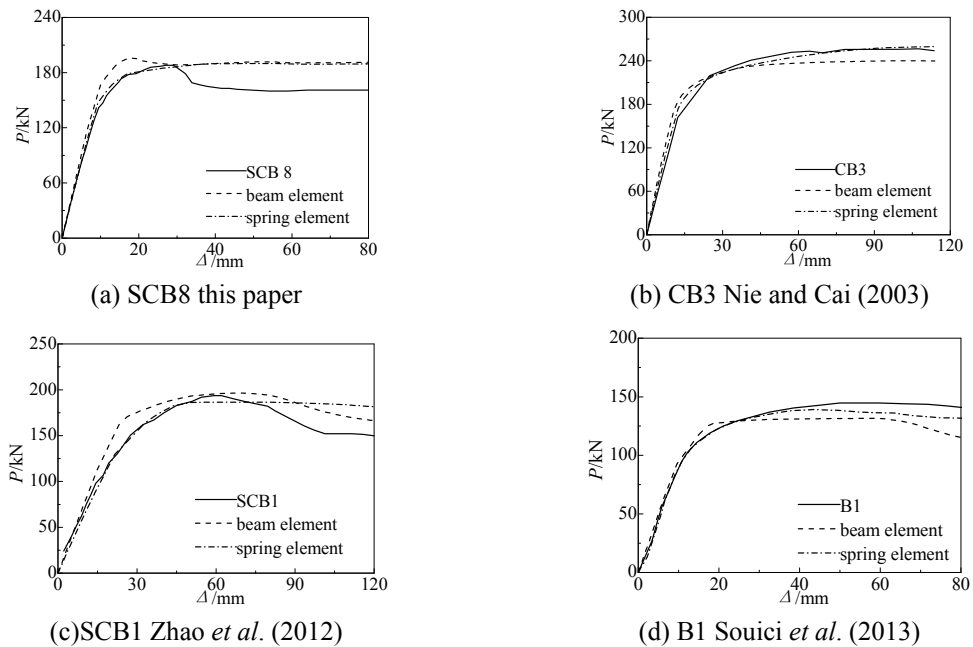 240
180
120
60
0
P/kN
SCB 8
beam element
spring element
0 20 40 60 80
Δ/mm
(a) SCB8 this paper
300
240
180
120
60
0
P/kN
CB3
beam element
spring element
0 30 60 90 120
Δ/mm
(b) CB3 Nie and Cai (2003)
250
200
150
100
50
0
P/kN
SCB1
beam element
spring element
0 30 60 90 120
Δ/mm
(c)SCB1 Zhao et al. (2012)
200
150
100
50
0
P/kN
B1
beam element
spring element
0 20 40 60 80
Δ/mm
(d) B1 Souici et al. (2013)